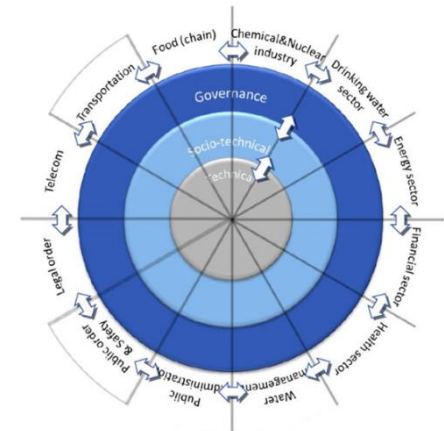 Food (chain)
Chemical&Nuclear
industry
Drinking water
sector
Energy sector
Financial sector
Health sector
Water
management
Public
administration
Public order
& Safety
Legal order
Telecom
Transportation
Governance
Socio-technical
Technical